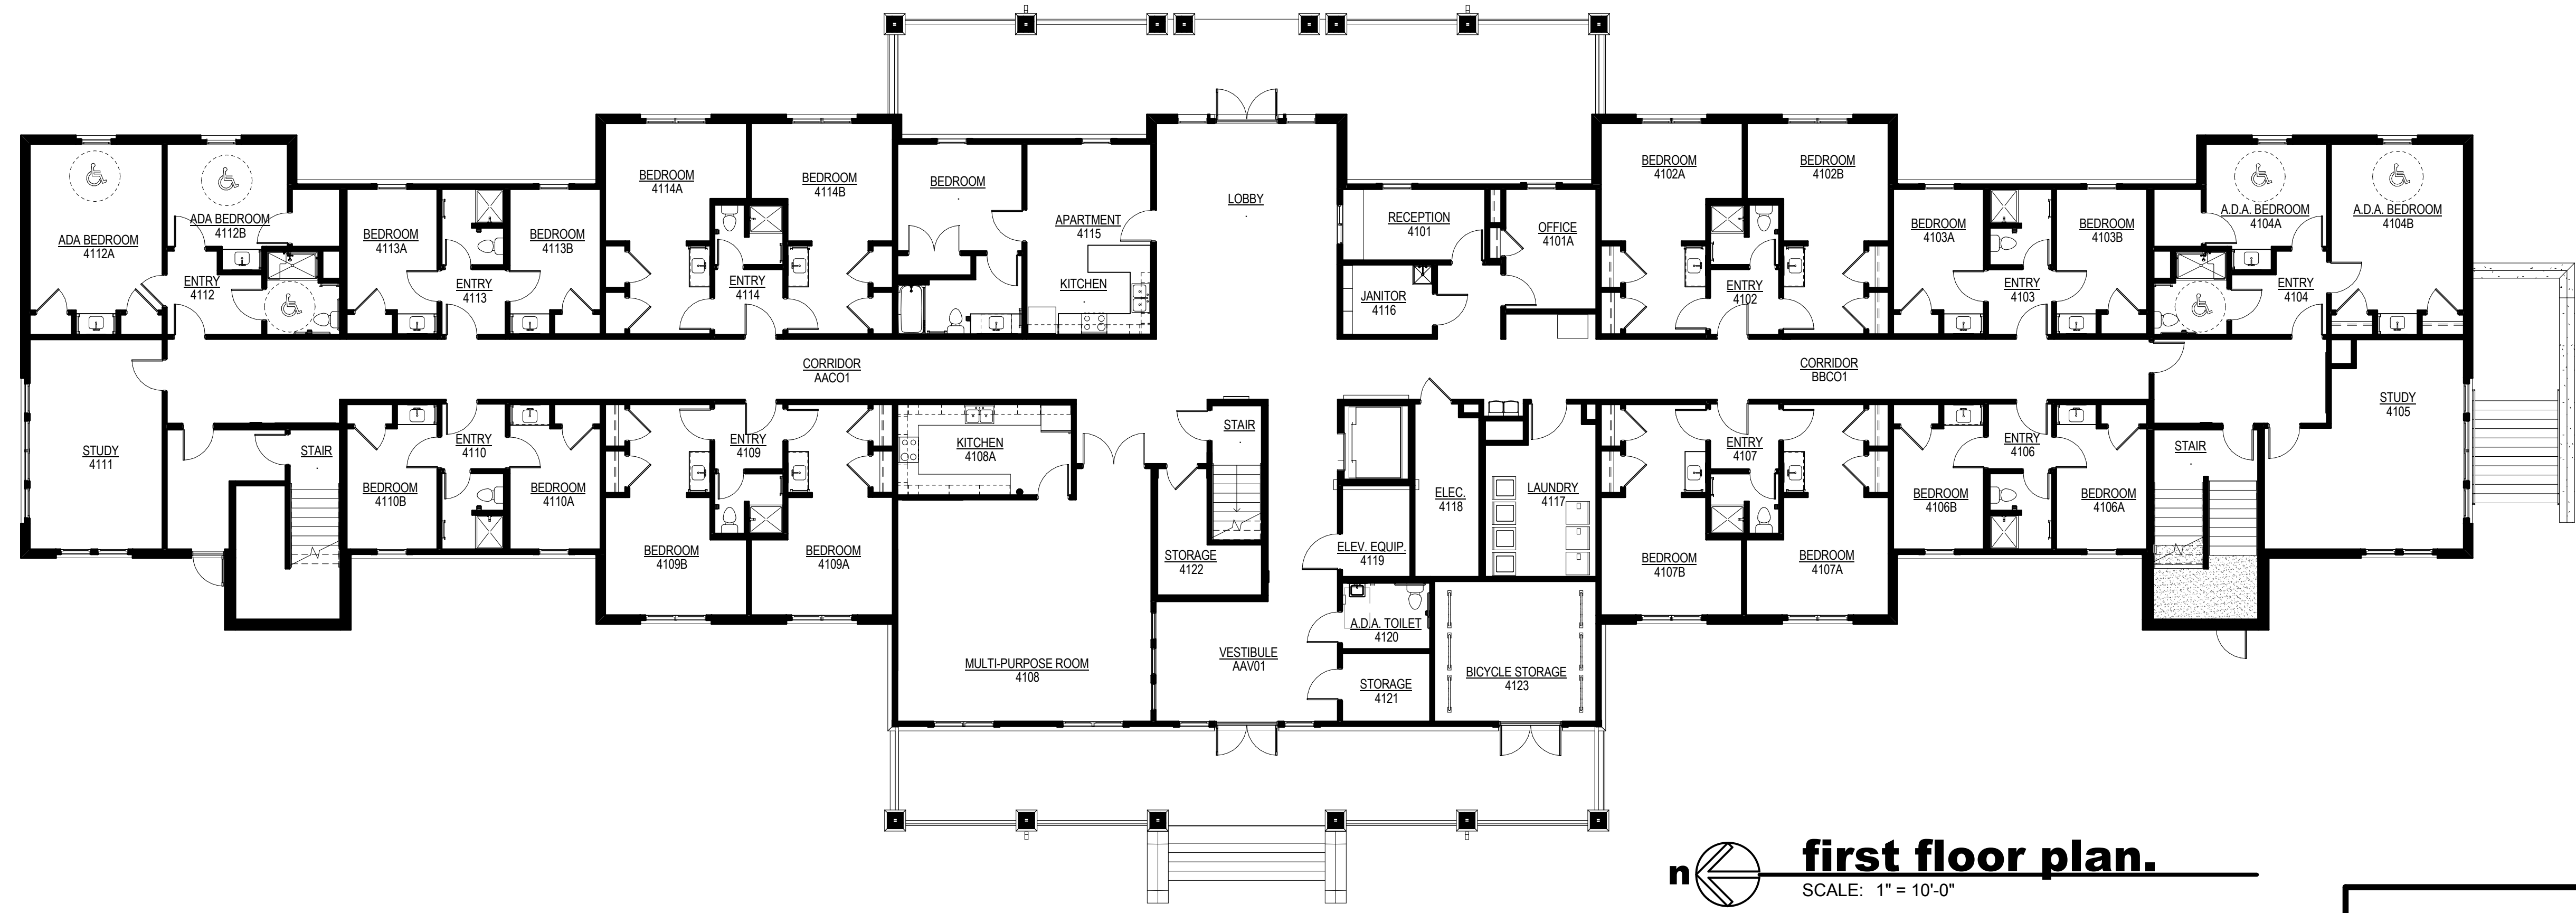 ADA BEDROOM
4112A
ADA BEDROOM
4112B
ENTRY
4112
BEDROOM
4113A
ENTRY
4113
BEDROOM
4113B
BEDROOM
4114A
BEDROOM
4114B
ENTRY
4114
BEDROOM
APARTMENT
4115
KITCHEN
LOBBY
RECEPTION
4101
OFFICE
4101A
JANITOR
4116
BEDROOM
4102A
BEDROOM
4102B
ENTRY
4102
BEDROOM
4103A
BEDROOM
4103B
ENTRY
4103
A.D.A. BEDROOM
4104A
A.D.A. BEDROOM
4104B
ENTRY
4104
CORRIDOR
AACO1
CORRIDOR
BBCO1
STUDY
4111
STAIR
BEDROOM
4110B
ENTRY
4110
BEDROOM
4110A
ENTRY
4109
BEDROOM
4109B
BEDROOM
4109A
KITCHEN
4108A
MULTI-PURPOSE ROOM
4108
STAIR
STORAGE
4122
VESTIBULE
AAV01
ELEV. EQUIP.
4119
ELEC.
4118
LAUNDRY
4117
A.D.A. TOILET
4120
STORAGE
4121
BICYCLE STORAGE
4123
ENTRY
4107
BEDROOM
4107B
BEDROOM
4107A
BEDROOM
4106B
ENTRY
4106
BEDROOM
4106A
STAIR
STUDY
4105
n
first floor plan.
SCALE: 1" = 10'-0"